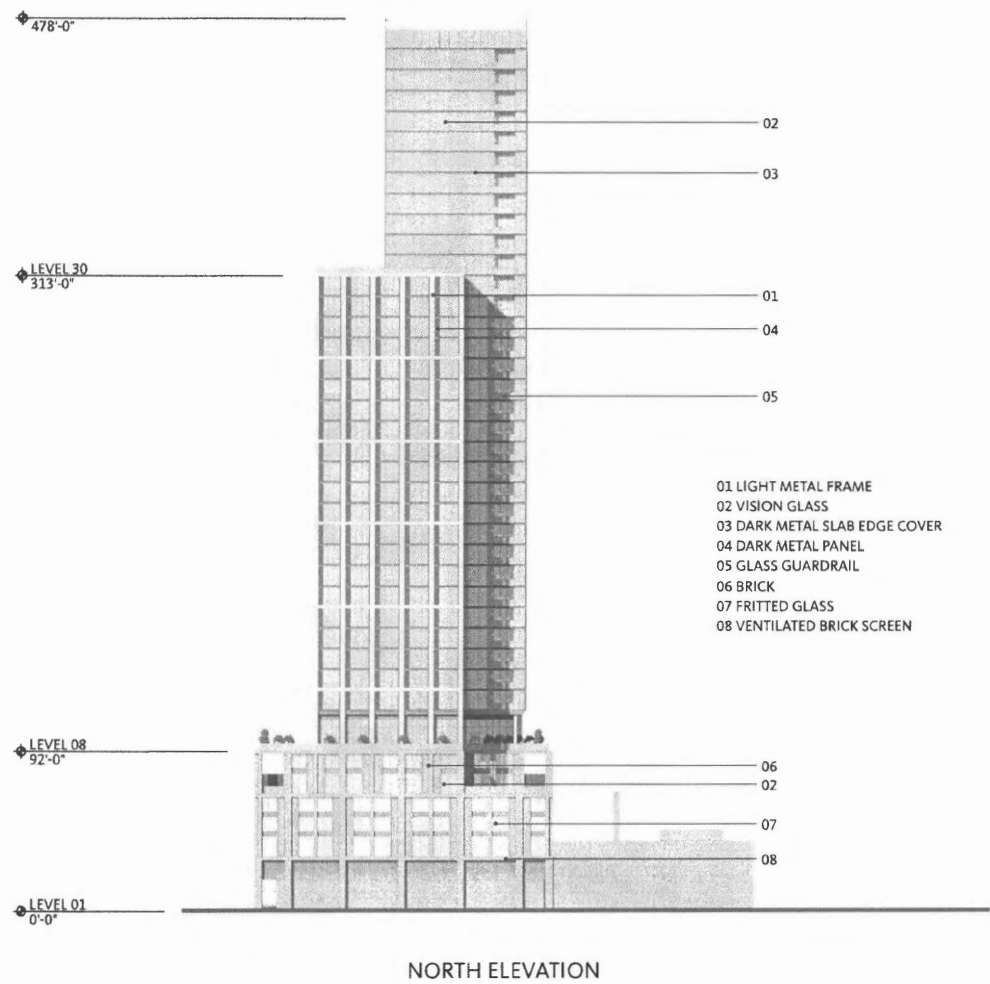 478'-0"
02
03
LEVEL 30
313'-0"
01
04
05
01 LIGHT METAL FRAME
02 VISION GLASS
03 DARK METAL SLAB EDGE COVER
04 DARK METAL PANEL
05 GLASS GUARDRAIL
06 BRICK
07 FRITTED GLASS
08 VENTILATED BRICK SCREEN
LEVEL 08
92'-0"
06
02
07
08
LEVEL 01
0'-0"
NORTH ELEVATION